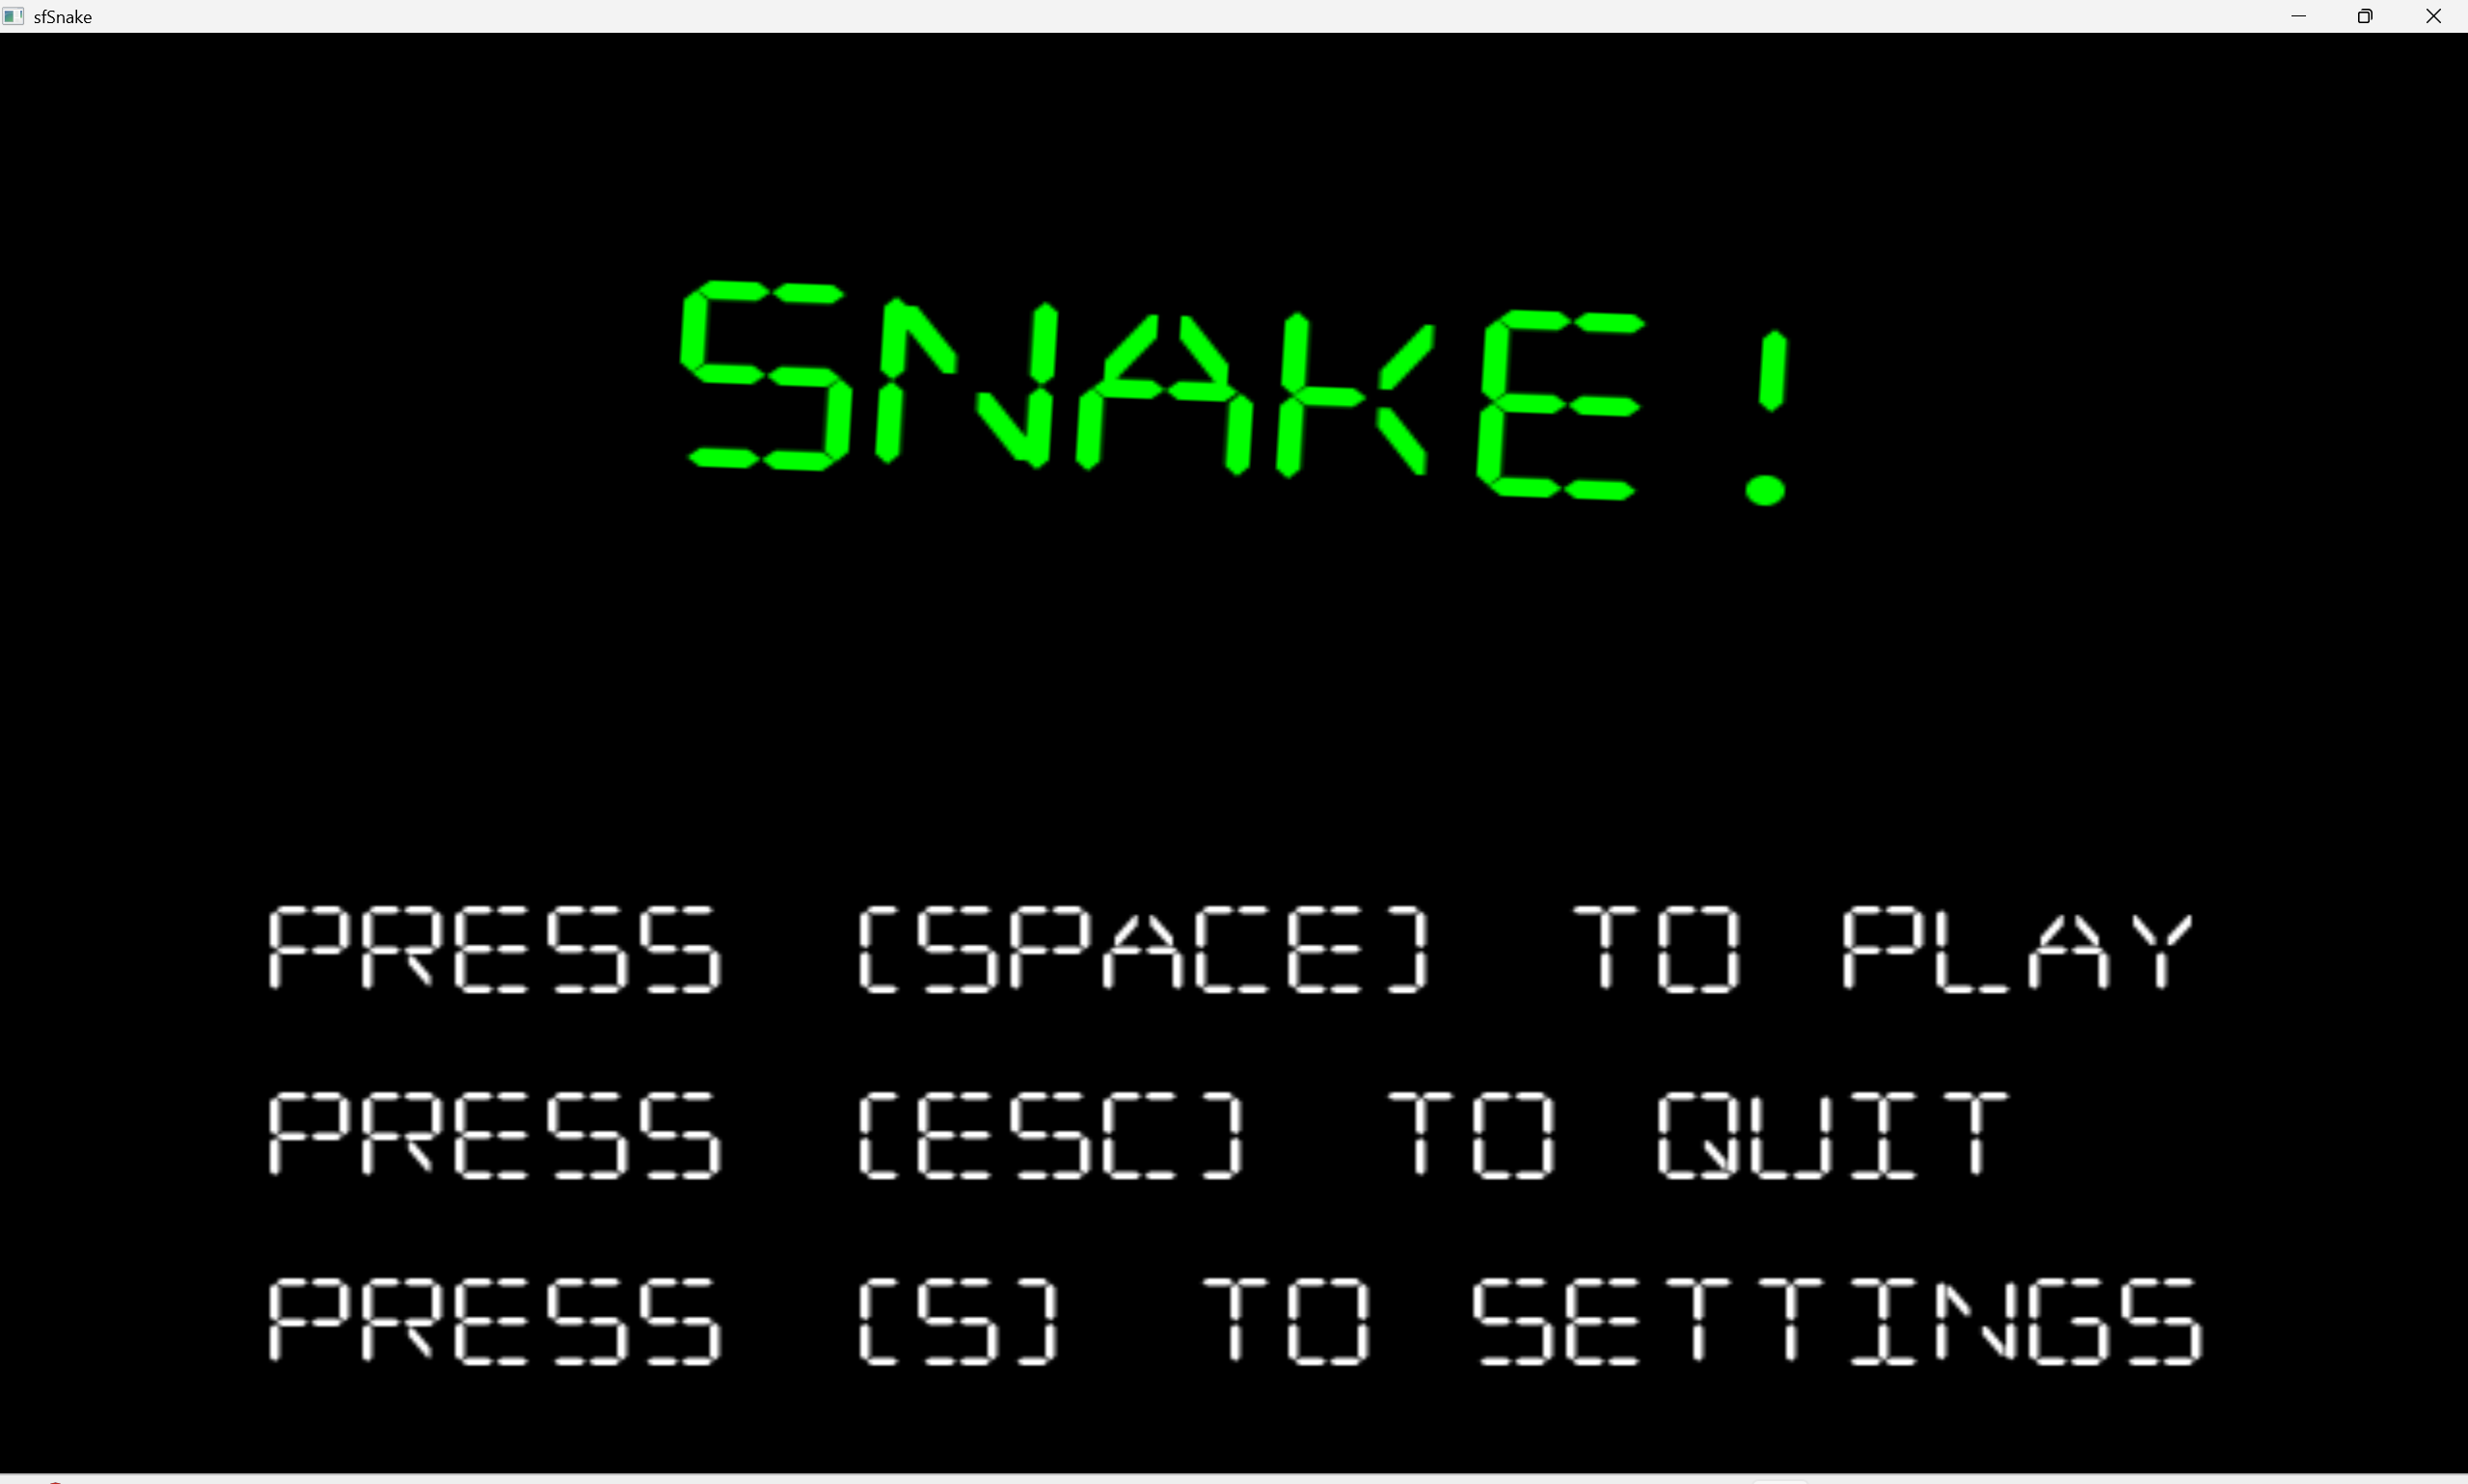 sfSnake
SNAKE!
PRESS [SPACE] TO PLAY
PRESS [ESC] TO QUIT
PRESS [S] TO SETTINGS